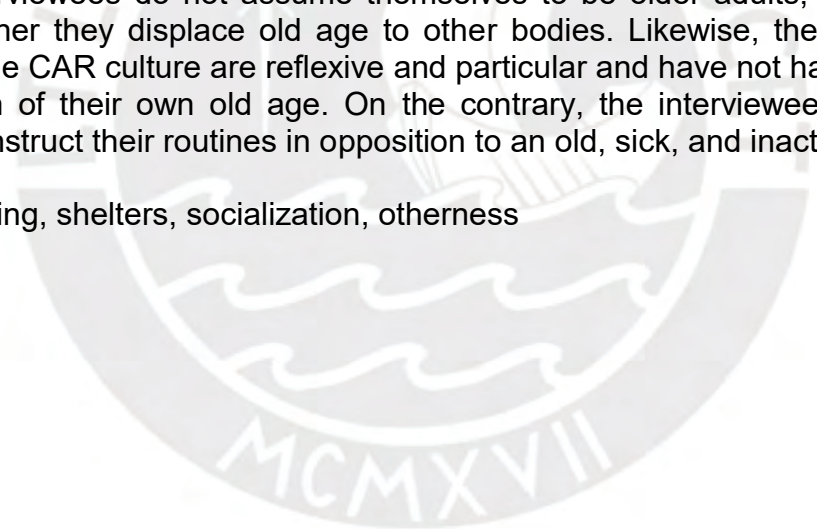 rviewees do not assume themselves to be older adults,
her they displace old age to other bodies. Likewise, the
e CAR culture are reflexive and particular and have not ha
n of their own old age. On the contrary, the interviewee
nstruct their routines in opposition to an old, sick, and inact
ing, shelters, socialization, otherness
MCMXVII